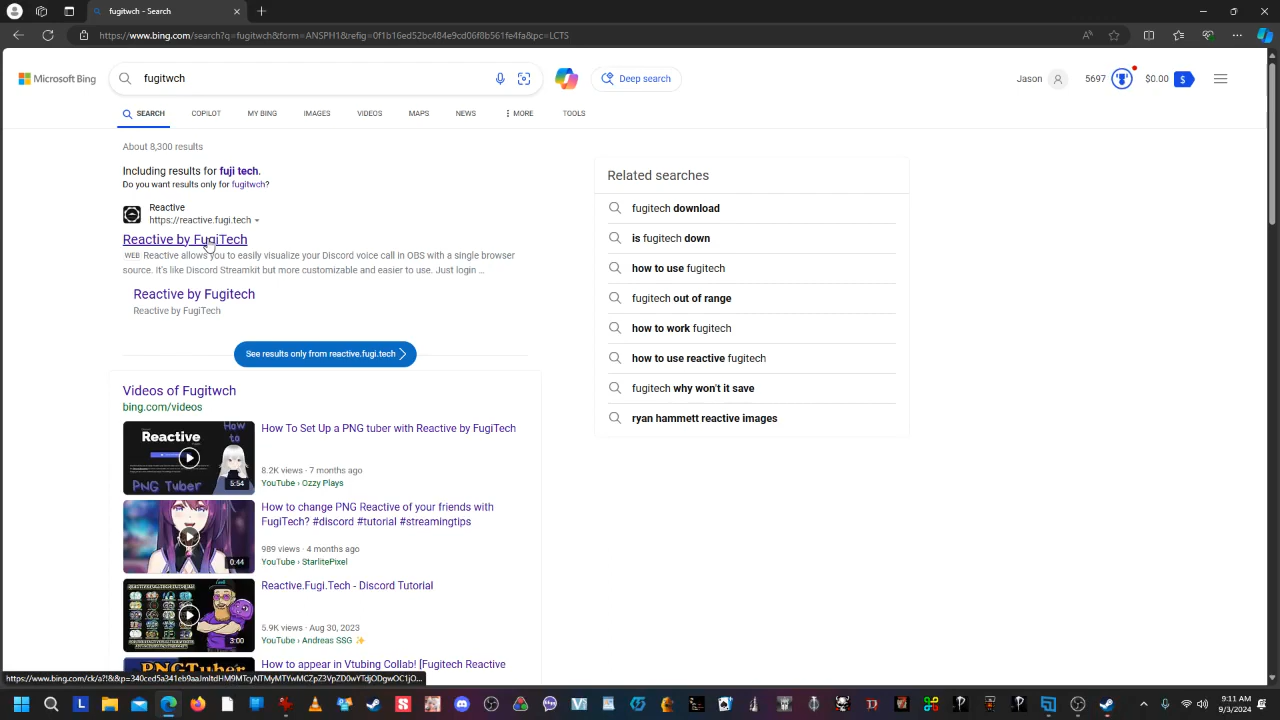 fugitwch - Search
https://www.bing.com/search?q=fugitwch&form=ANSPH1&refig=0f1b16ed52bc484e9cd06f8b561fe4fa&pc=LCTS
Microsoft Bing
fugitwch
Deep search
Jason
5697
$0.00
SEARCH
COPILOT
MY BING
IMAGES
VIDEOS
MAPS
NEWS
MORE
TOOLS
About 8,300 results
Including results for fuji tech.
Do you want results only for fugitwch?
Reactive
https://reactive.fugi.tech
Reactive by FugiTech
WEB Reactive allows you to easily visualize your Discord voice call in OBS with a single browser
source. It's like Discord Streamkit but more customizable and easier to use. Just login ...
Reactive by Fugitech
Reactive by FugiTech
See results only from reactive.fugi.tech
Videos of Fugitwch
bing.com/videos
How to
Reactive
PNG Tuber
5:54
How To Set Up a PNG tuber with Reactive by FugiTech
8.2K views · 7 months ago
YouTube › Ozzy Plays
0:44
How to change PNG Reactive of your friends with
FugiTech? #discord #tutorial #streamingtips
989 views · 4 months ago
YouTube › StarlitePixel
3:00
Reactive.Fugi.Tech - Discord Tutorial
5.9K views · Aug 30, 2023
YouTube › Andreas SSG ✨
PNGTuber
How to appear in Vtubing Collab! [Fugitech Reactive
Related searches
fugitech download
is fugitech down
how to use fugitech
fugitech out of range
how to work fugitech
how to use reactive fugitech
fugitech why won't it save
ryan hammett reactive images
9:11 AM
9/3/2024